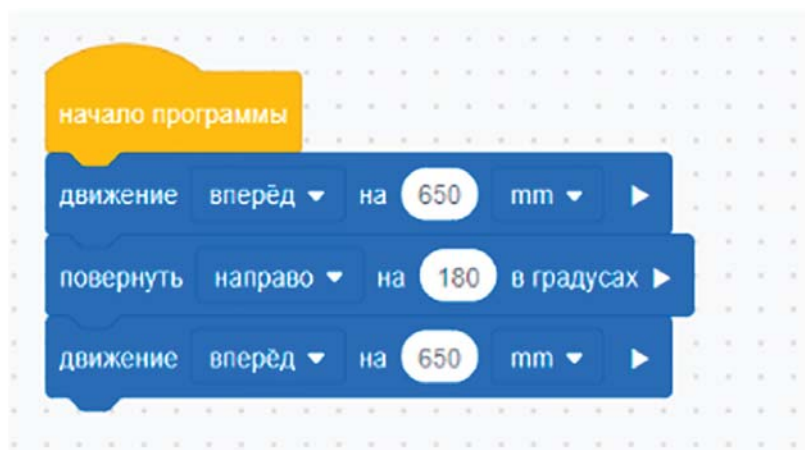 начало программы
движение вперёд на 650 mm
повернуть направо на 180 в градусах
движение вперёд на 650 mm